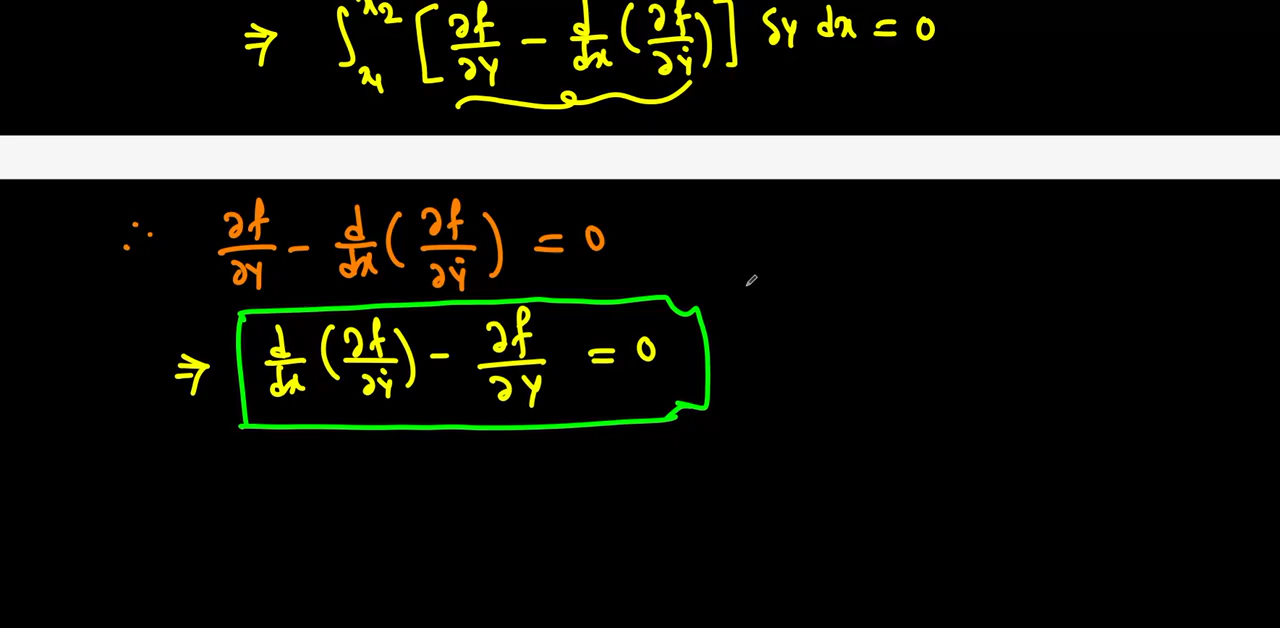 ⇒ ∫_{x₁}^{x₂} [ ∂f/∂y − d/dx ( ∂f/∂ẏ ) ] δy dx = 0
∴ ∂f/∂y − d/dx ( ∂f/∂ẏ ) = 0
⇒ d/dx ( ∂f/∂ẏ ) − ∂f/∂y = 0